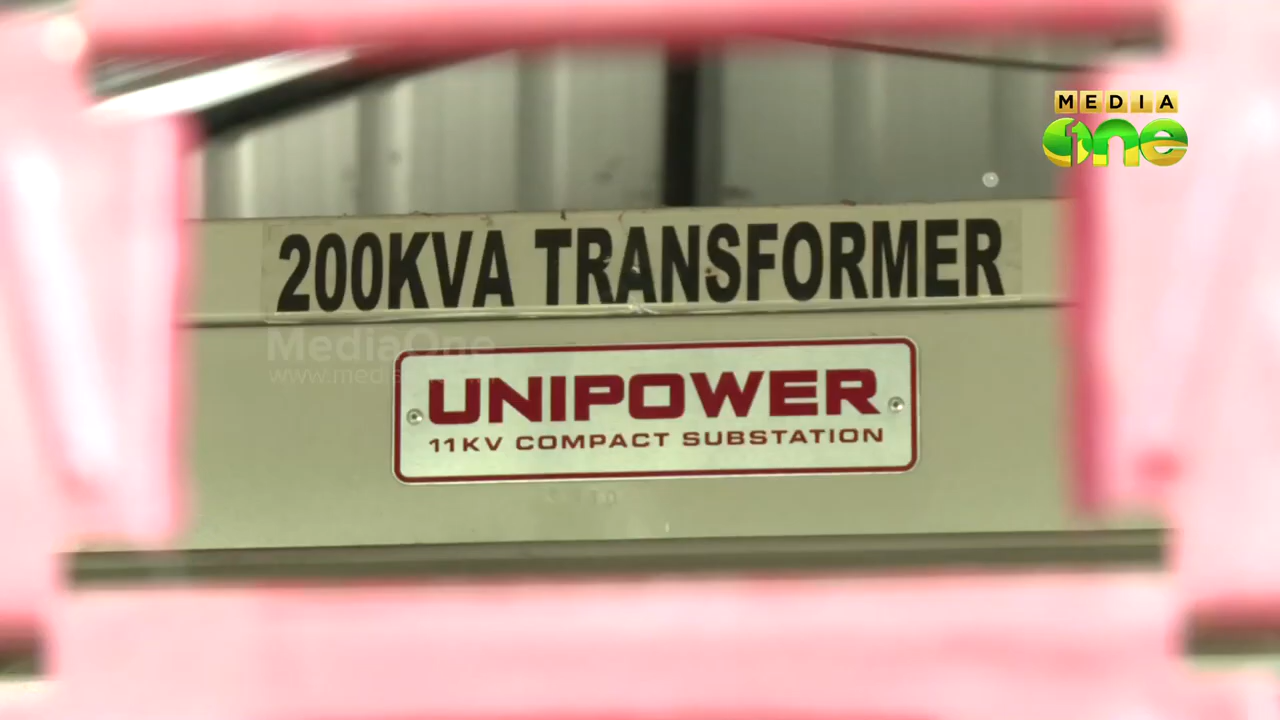 MEDIA
One
200KVA TRANSFORMER
MediaOne
UNIPOWER
11KV COMPACT SUBSTATION